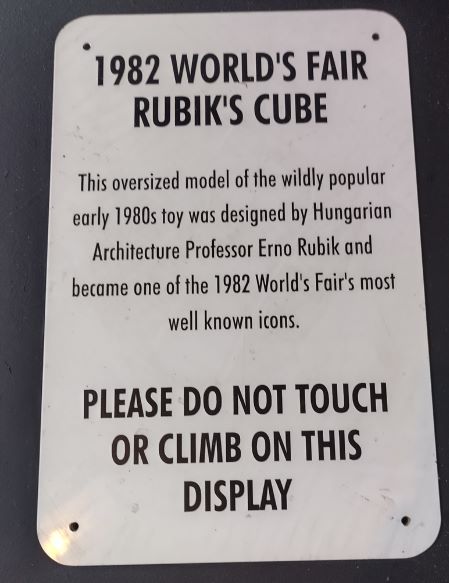 1982 WORLD'S FAIR
RUBIK'S CUBE
This oversized model of the wildly popular
early 1980s toy was designed by Hungarian
Architecture Professor Erno Rubik and
became one of the 1982 World's Fair's most
well known icons.
PLEASE DO NOT TOUCH
OR CLIMB ON THIS
DISPLAY